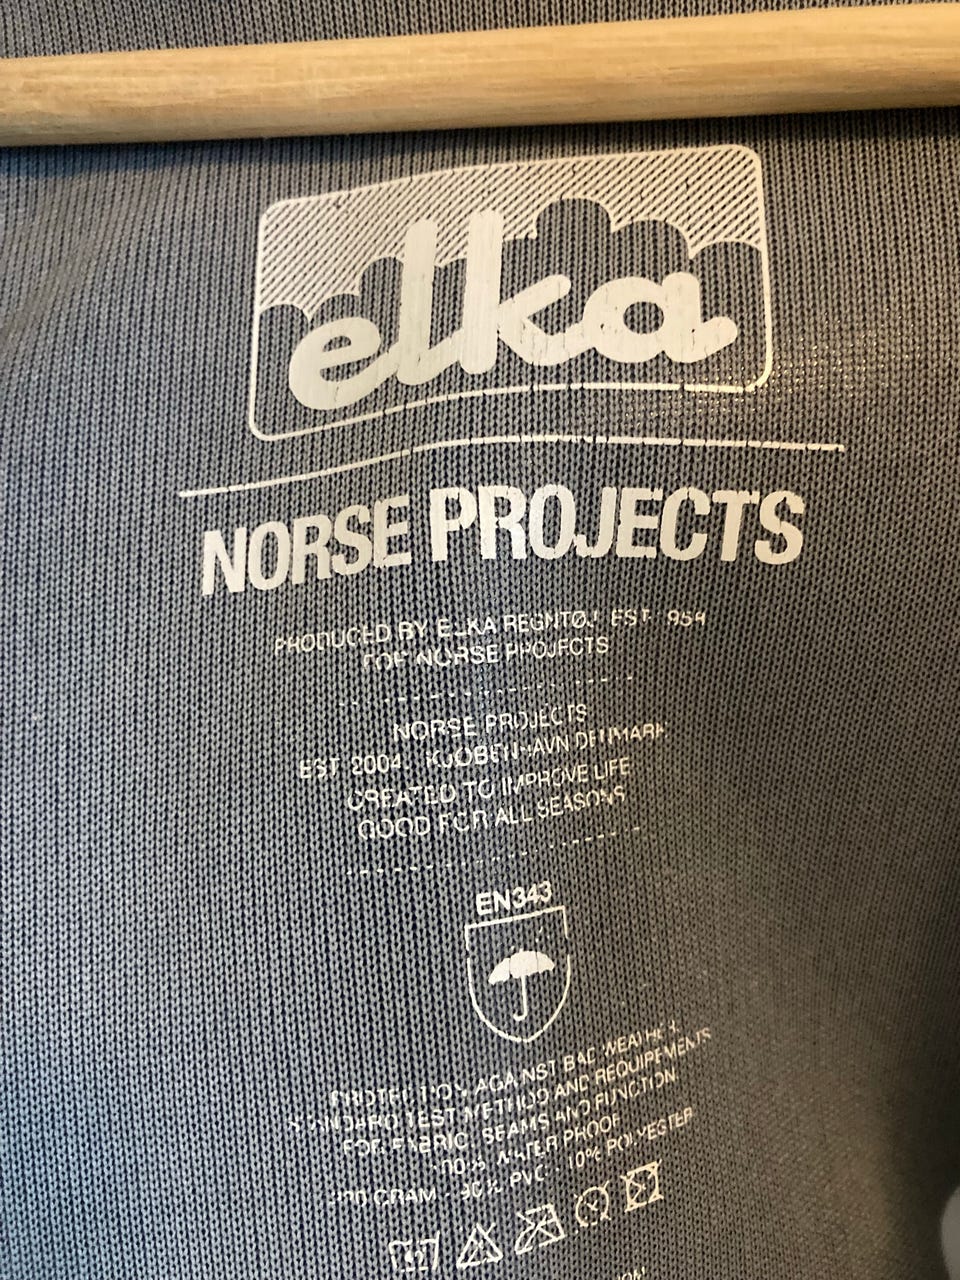 elka
NORSE PROJECTS
PRODUCED BY ELKA REGNTØJ EST.
FOR NORSE PROJECTS
NORSE PROJECTS
EST 2004. KJØBENHAVN DENMARK
CREATED TO IMPROVE LIFE
GOOD FOR ALL SEASONS
EN343
PROTECTION AGAINST BAD WEATHER.
STANDARD TEST METHOD AND REQUIREMENTS
FOR FABRIC, SEAMS AND FUNCTION.
100% WATER PROOF
GRAM - 90% PVC - 10% POLYESTER